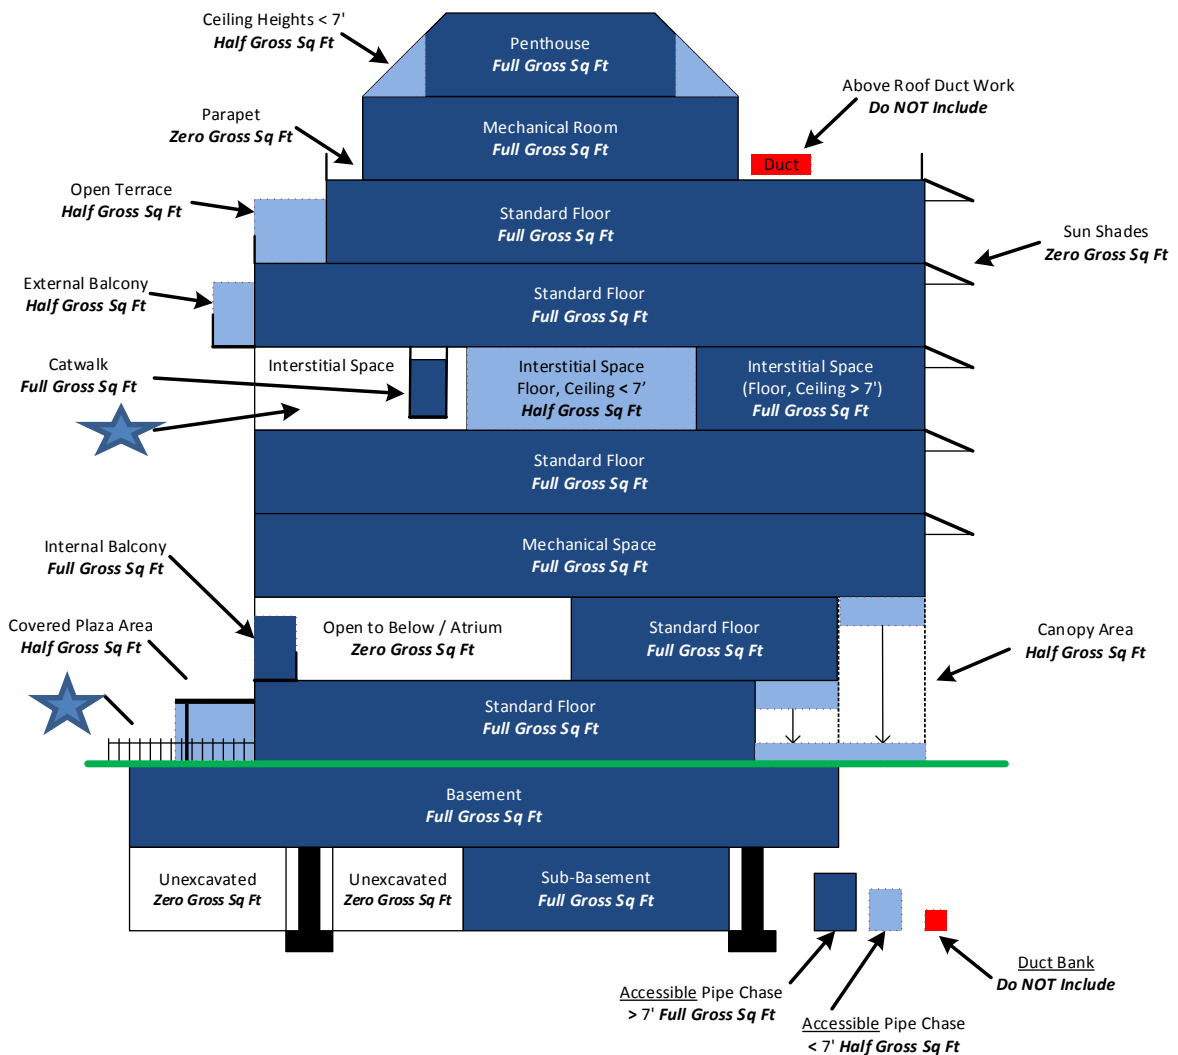 Ceiling Heights < 7'
Half Gross Sq Ft
Penthouse
Full Gross Sq Ft
Above Roof Duct Work
Do NOT Include
Parapet
Zero Gross Sq Ft
Mechanical Room
Full Gross Sq Ft
Duct
Open Terrace
Half Gross Sq Ft
Standard Floor
Full Gross Sq Ft
Sun Shades
Zero Gross Sq Ft
External Balcony
Half Gross Sq Ft
Standard Floor
Full Gross Sq Ft
Catwalk
Full Gross Sq Ft
Interstitial Space
Interstitial Space
Floor, Ceiling < 7’
Half Gross Sq Ft
Interstitial Space
(Floor, Ceiling > 7')
Full Gross Sq Ft
Standard Floor
Full Gross Sq Ft
Mechanical Space
Full Gross Sq Ft
Internal Balcony
Full Gross Sq Ft
Covered Plaza Area
Half Gross Sq Ft
Open to Below / Atrium
Zero Gross Sq Ft
Standard Floor
Full Gross Sq Ft
Canopy Area
Half Gross Sq Ft
Standard Floor
Full Gross Sq Ft
Basement
Full Gross Sq Ft
Unexcavated
Zero Gross Sq Ft
Unexcavated
Zero Gross Sq Ft
Sub-Basement
Full Gross Sq Ft
Duct Bank
Do NOT Include
Accessible Pipe Chase
> 7' Full Gross Sq Ft
Accessible Pipe Chase
< 7' Half Gross Sq Ft